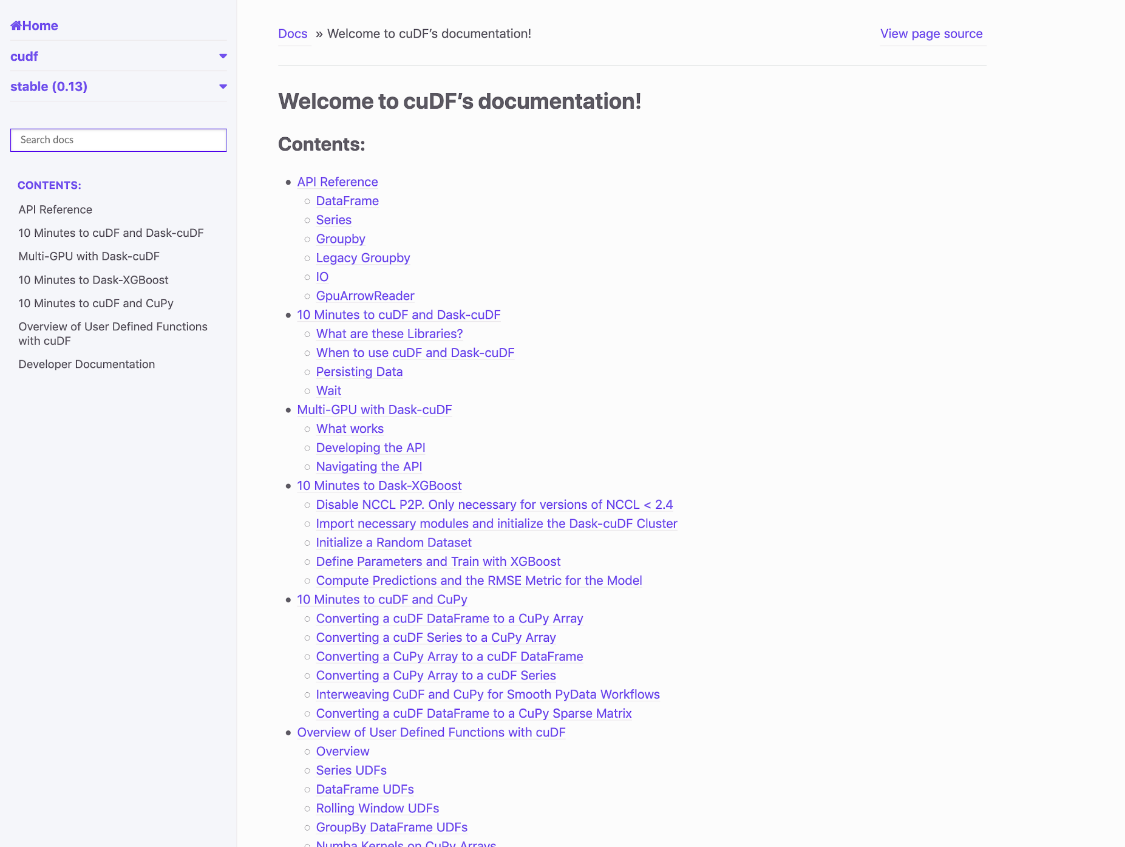 Home
cudf
stable (0.13)
Search docs
CONTENTS:
API Reference
10 Minutes to cuDF and Dask-cuDF
Multi-GPU with Dask-cuDF
10 Minutes to Dask-XGBoost
10 Minutes to cuDF and CuPy
Overview of User Defined Functions
with cuDF
Developer Documentation
Docs » Welcome to cuDF's documentation!
View page source
Welcome to cuDF's documentation!
Contents:
API Reference
DataFrame
Series
Groupby
Legacy Groupby
IO
GpuArrowReader
10 Minutes to cuDF and Dask-cuDF
What are these Libraries?
When to use cuDF and Dask-cuDF
Persisting Data
Wait
Multi-GPU with Dask-cuDF
What works
Developing the API
Navigating the API
10 Minutes to Dask-XGBoost
Disable NCCL P2P. Only necessary for versions of NCCL < 2.4
Import necessary modules and initialize the Dask-cuDF Cluster
Initialize a Random Dataset
Define Parameters and Train with XGBoost
Compute Predictions and the RMSE Metric for the Model
10 Minutes to cuDF and CuPy
Converting a cuDF DataFrame to a CuPy Array
Converting a cuDF Series to a CuPy Array
Converting a CuPy Array to a cuDF DataFrame
Converting a CuPy Array to a cuDF Series
Interweaving CuDF and CuPy for Smooth PyData Workflows
Converting a cuDF DataFrame to a CuPy Sparse Matrix
Overview of User Defined Functions with cuDF
Overview
Series UDFs
DataFrame UDFs
Rolling Window UDFs
GroupBy DataFrame UDFs
Numba Kernels on CuPy Arrays